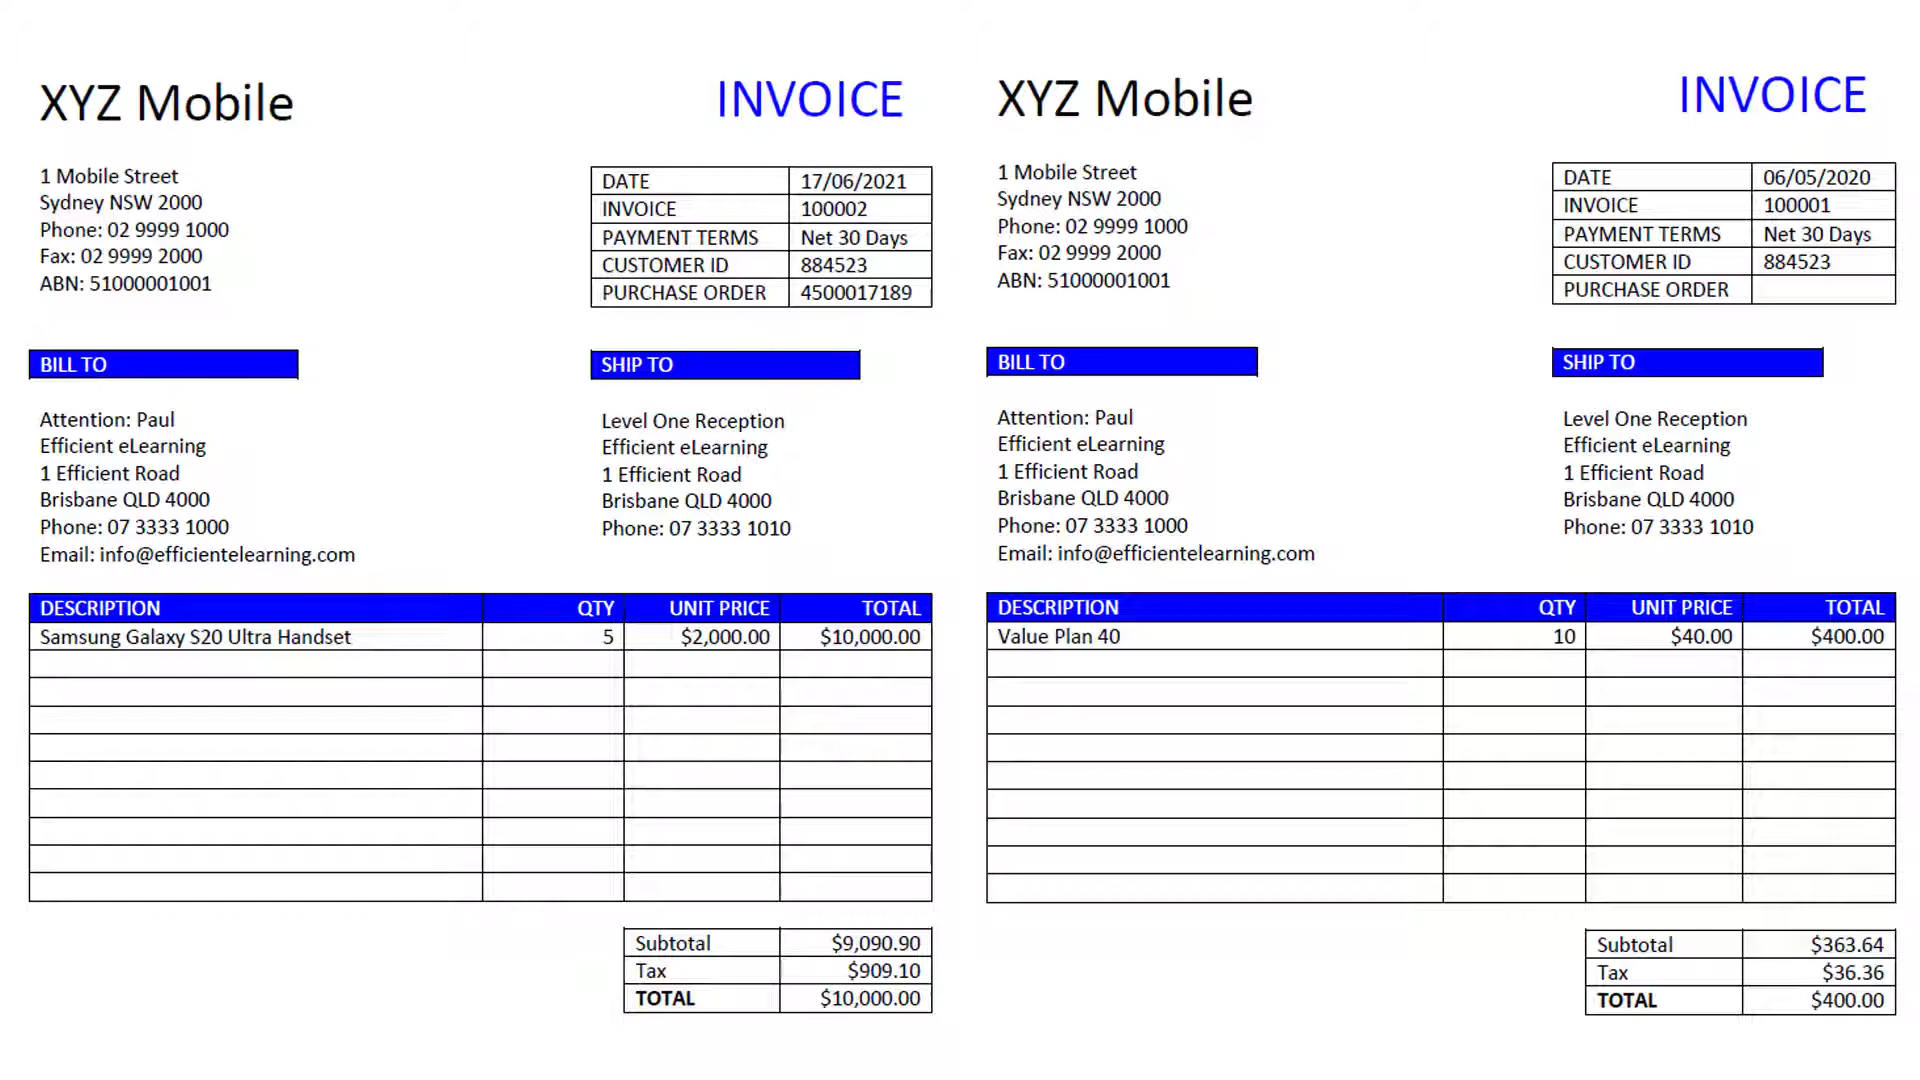 XYZ Mobile
INVOICE
1 Mobile Street
Sydney NSW 2000
Phone: 02 9999 1000
Fax: 02 9999 2000
ABN: 51000001001
DATE 17/06/2021
INVOICE 100002
PAYMENT TERMS Net 30 Days
CUSTOMER ID 884523
PURCHASE ORDER 4500017189
BILL TO
Attention: Paul
Efficient eLearning
1 Efficient Road
Brisbane QLD 4000
Phone: 07 3333 1000
Email: info@efficientelearning.com
SHIP TO
Level One Reception
Efficient eLearning
1 Efficient Road
Brisbane QLD 4000
Phone: 07 3333 1010
DESCRIPTION QTY UNIT PRICE TOTAL
Samsung Galaxy S20 Ultra Handset 5 $2,000.00 $10,000.00
Subtotal $9,090.90
Tax $909.10
TOTAL $10,000.00
XYZ Mobile
INVOICE
1 Mobile Street
Sydney NSW 2000
Phone: 02 9999 1000
Fax: 02 9999 2000
ABN: 51000001001
DATE 06/05/2020
INVOICE 100001
PAYMENT TERMS Net 30 Days
CUSTOMER ID 884523
PURCHASE ORDER
BILL TO
Attention: Paul
Efficient eLearning
1 Efficient Road
Brisbane QLD 4000
Phone: 07 3333 1000
Email: info@efficientelearning.com
SHIP TO
Level One Reception
Efficient eLearning
1 Efficient Road
Brisbane QLD 4000
Phone: 07 3333 1010
DESCRIPTION QTY UNIT PRICE TOTAL
Value Plan 40 10 $40.00 $400.00
Subtotal $363.64
Tax $36.36
TOTAL $400.00